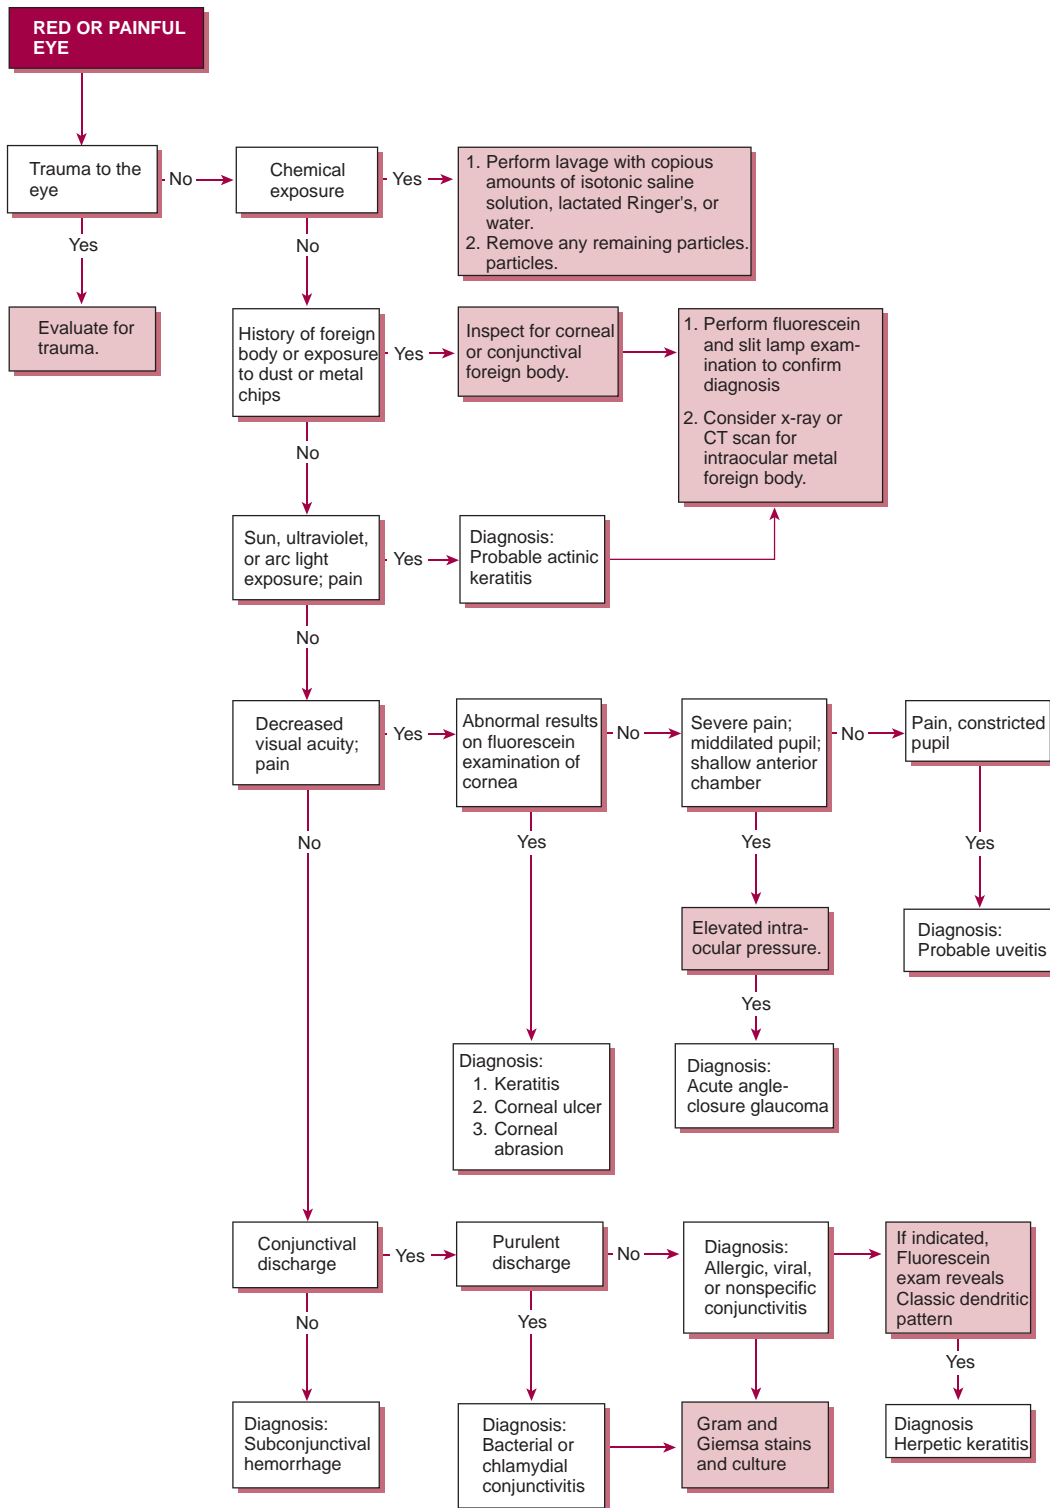 RED OR PAINFUL
EYE
Trauma to the
eye
No
Chemical
exposure
Yes
1. Perform lavage with copious
amounts of isotonic saline
solution, lactated Ringer's, or
water.
2. Remove any remaining particles.
particles.
Yes
No
Evaluate for
trauma.
History of foreign
body or exposure
to dust or metal
chips
Yes
Inspect for corneal
or conjunctival
foreign body.
1. Perform fluorescein
and slit lamp exam-
ination to confirm
diagnosis
2. Consider x-ray or
CT scan for
intraocular metal
foreign body.
No
Sun, ultraviolet,
or arc light
exposure; pain
Yes
Diagnosis:
Probable actinic
keratitis
No
Decreased
visual acuity;
pain
Yes
Abnormal results
on fluorescein
examination of
cornea
No
Severe pain;
middilated pupil;
shallow anterior
chamber
No
Pain, constricted
pupil
No
Yes
Yes
Yes
Elevated intra-
ocular pressure.
Diagnosis:
Probable uveitis
Yes
Diagnosis:
1. Keratitis
2. Corneal ulcer
3. Corneal
abrasion
Diagnosis:
Acute angle-
closure glaucoma
Conjunctival
discharge
Yes
Purulent
discharge
No
Diagnosis:
Allergic, viral,
or nonspecific
conjunctivitis
If indicated,
Fluorescein
exam reveals
Classic dendritic
pattern
No
Yes
Yes
Diagnosis:
Subconjunctival
hemorrhage
Diagnosis:
Bacterial or
chlamydial
conjunctivitis
Gram and
Giemsa stains
and culture
Diagnosis
Herpetic keratitis